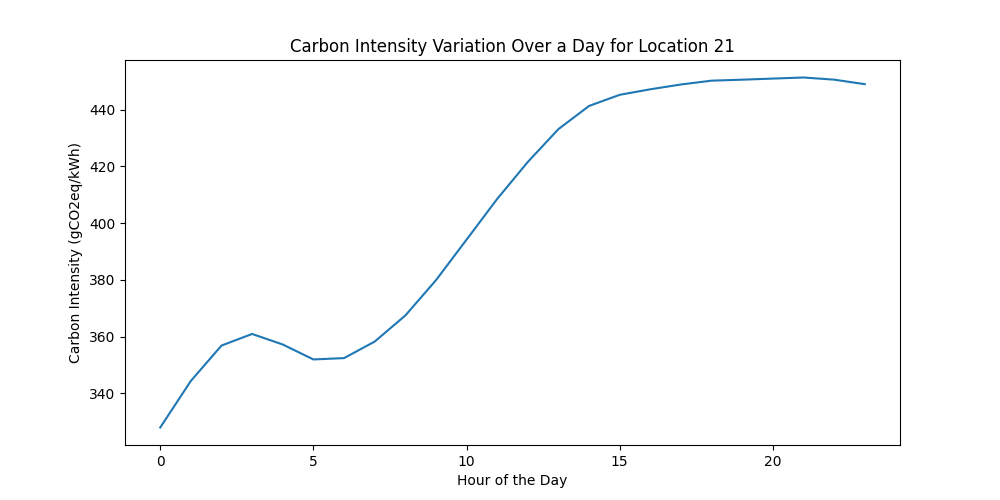 Carbon Intensity Variation Over a Day for Location 21
Carbon Intensity (gCO2eq/kWh)
440
420
400
380
360
340
0 5 10 15 20
Hour of the Day